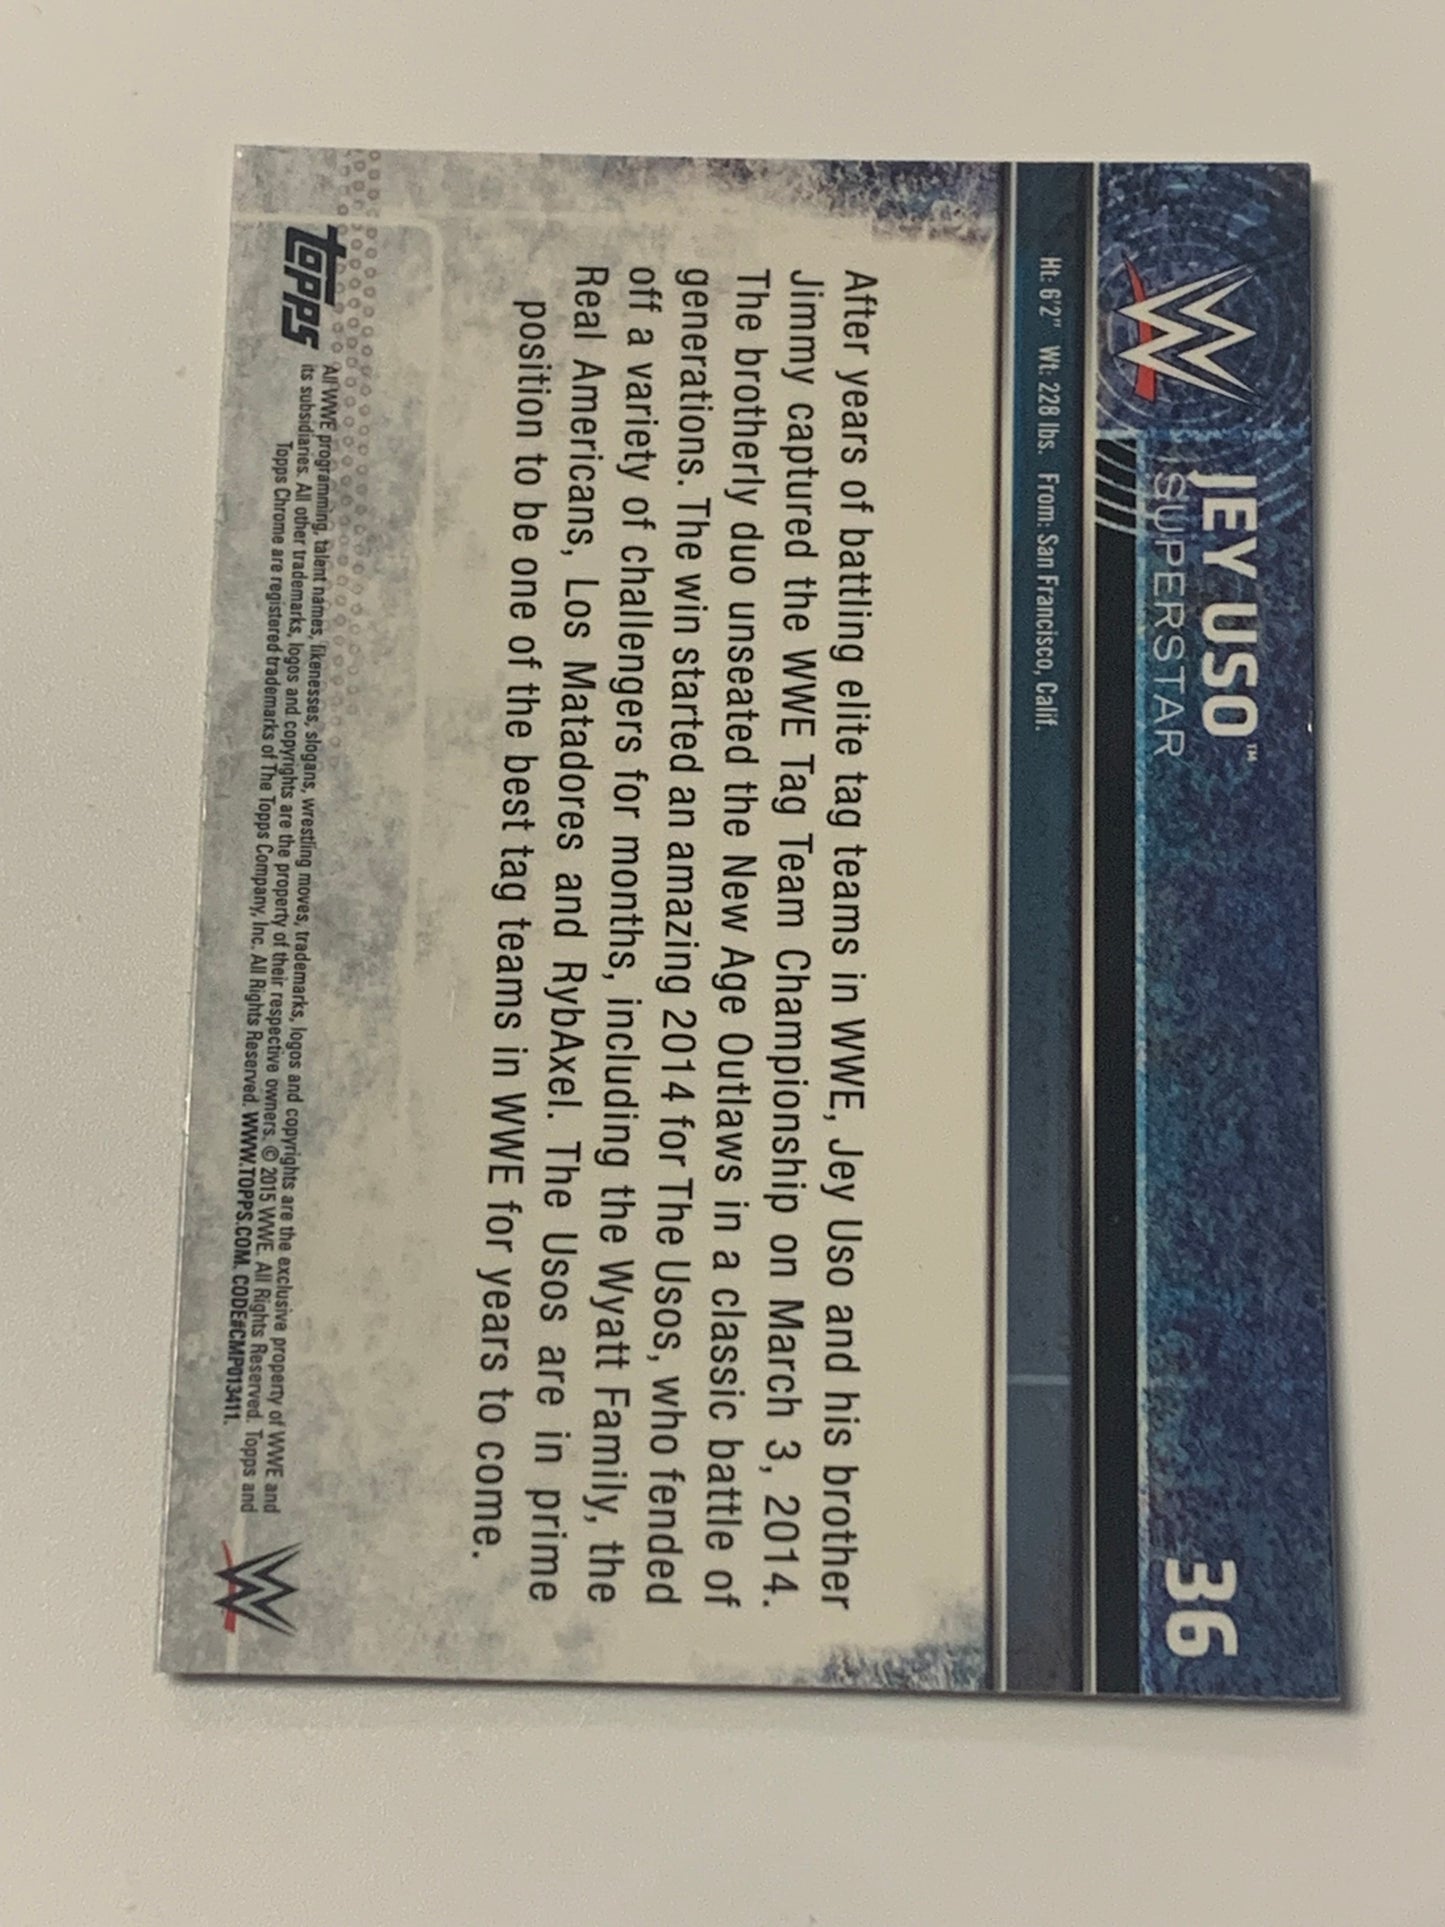 JEY USO™
SUPERSTAR
36
Ht: 6'2" Wt: 228 lbs. From: San Francisco, Calif.
After years of battling elite tag teams in WWE, Jey Uso and his brother
Jimmy captured the WWE Tag Team Championship on March 3, 2014.
The brotherly duo unseated the New Age Outlaws in a classic battle of
generations. The win started an amazing 2014 for The Usos, who fended
off a variety of challengers for months, including the Wyatt Family, the
Real Americans, Los Matadores and RybAxel. The Usos are in prime
position to be one of the best tag teams in WWE for years to come.
topps
All WWE programming, talent names, likenesses, slogans, wrestling moves, trademarks, logos and copyrights are the exclusive property of WWE and
its subsidiaries. All other trademarks, logos and copyrights are the property of their respective owners. © 2015 WWE. All Rights Reserved. Topps and
Topps Chrome are registered trademarks of The Topps Company, Inc. All Rights Reserved. WWW.TOPPS.COM. CODE#CMP013411.